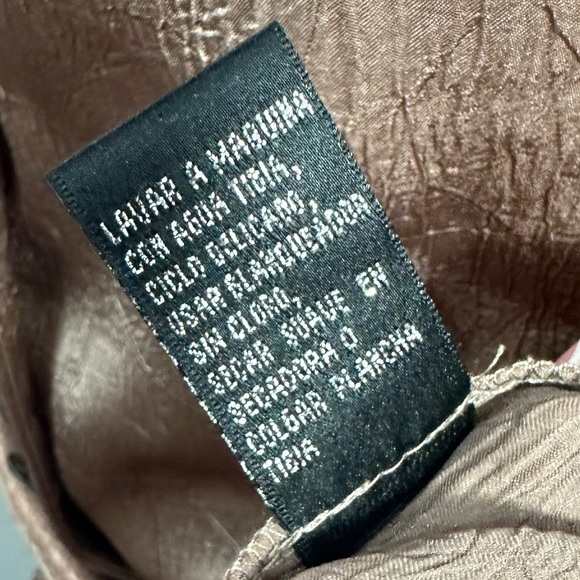 LAVAR A MAQUINA
CON AGUA TIBIA,
CICLO DELICADO,
USAR BLANQUEADOR
SIN CLORO,
SECAR SUAVE EN
SECADORA O
COLGAR PLANCHA
TIBIA